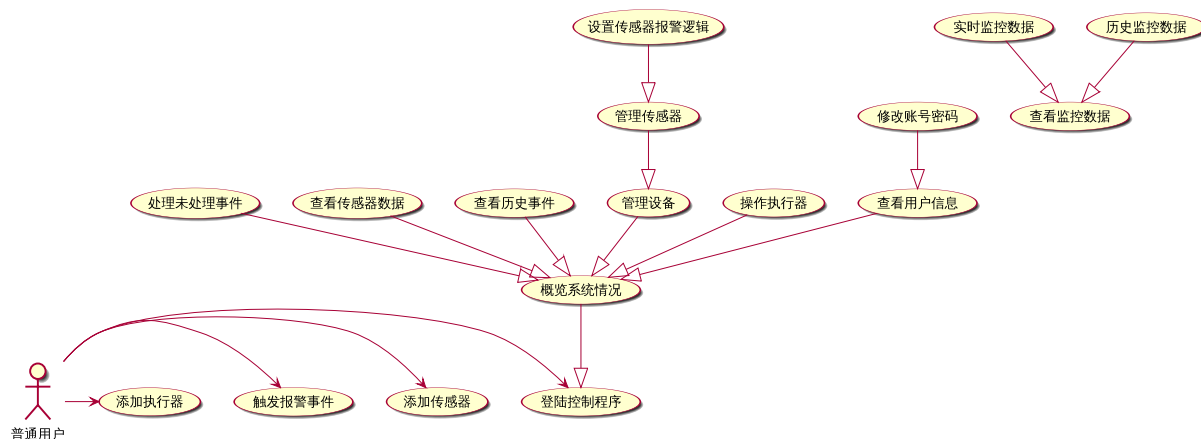 设置传感器报警逻辑
实时监控数据
历史监控数据
管理传感器
修改账号密码
查看监控数据
处理未处理事件
查看传感器数据
查看历史事件
管理设备
操作执行器
查看用户信息
概览系统情况
添加执行器
触发报警事件
添加传感器
登陆控制程序
普通用户